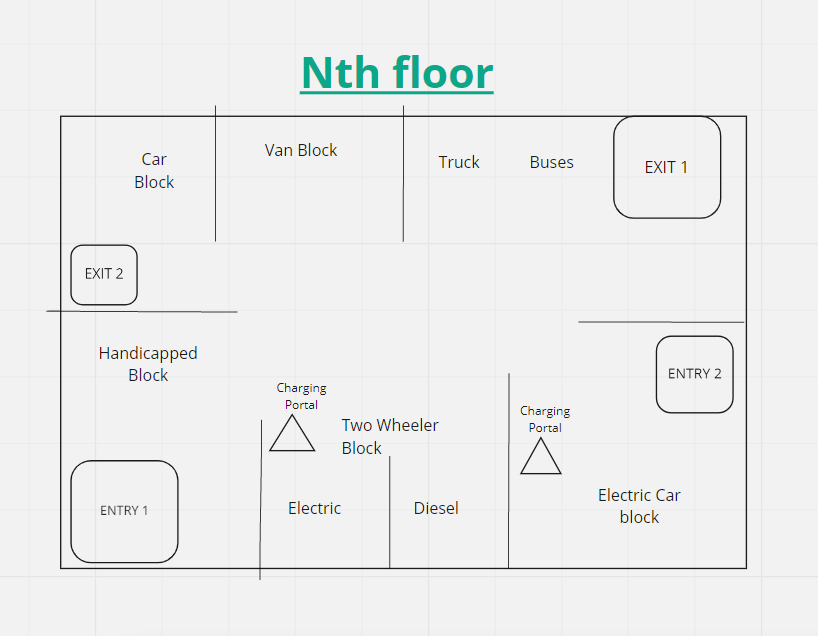 Nth floor
Car
Block
Van Block
Truck
Buses
EXIT 1
EXIT 2
Handicapped
Block
ENTRY 2
Charging
Portal
Two Wheeler
Block
Charging
Portal
Electric
Diesel
Electric Car
block
ENTRY 1